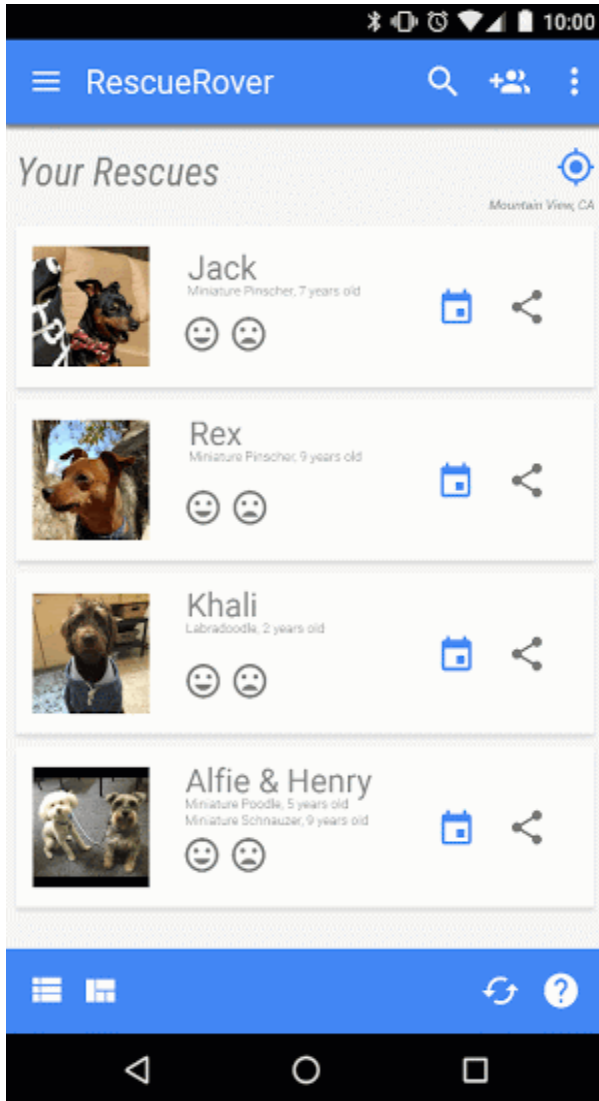 10:00
RescueRover
Your Rescues
Mountain View, CA
Jack
Miniature Pinscher, 7 years old
Rex
Miniature Pinscher, 9 years old
Khali
Labradoodle, 2 years old
Alfie & Henry
Miniature Poodle, 5 years old
Miniature Schnauzer, 9 years old